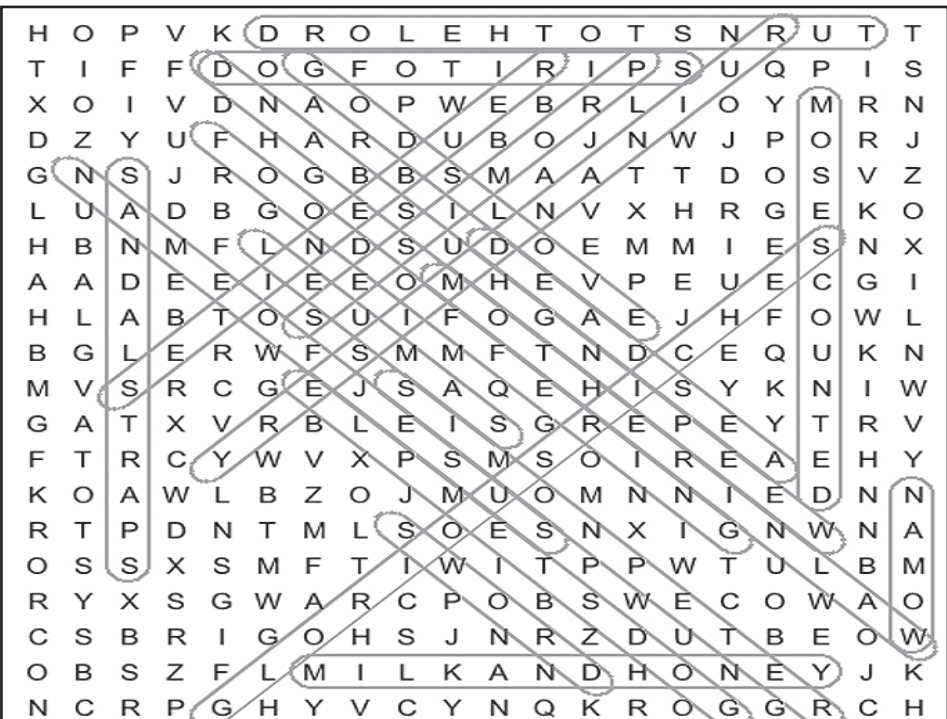 H O P V K D R O L E H T O T S N R U T T
T I F F D O G F O T I R I P S U Q P I S
X O I V D N A O P W E B R L I O Y M R N
D Z Y U F H A R D U B O J N W J P O R J
G N S J R O G B B S M A A T T D O S V Z
L U A D B G O E S I L N V X H R G E K O
H B N M F L N D S U D O E M M I E S N X
A A D E E I E E O M H E V P E U E C G I
H L A B T O S U I F O G A E J H F O W L
B G L E R W F S M M F T N D C E Q U K N
M V S R C G E J S A Q E H I S Y K N I W
G A T X V R B L E I S G R E P E Y T R V
F T R C Y W V X P S M S O I R E A E H Y
K O A W L B Z O J M U O M N N I E D N N
R T P D N T M L S O E S N X I G N W N A
O S S X S M F T I W I T P P W T U L B M
R Y X S G W A R C P O B S W E C O W A O
C S B R I G O H S J N R Z D U T B E O W
O B S Z F L M I L K A N D H O N E Y J K
N C R P G H Y V C Y N Q K R O G G R C H